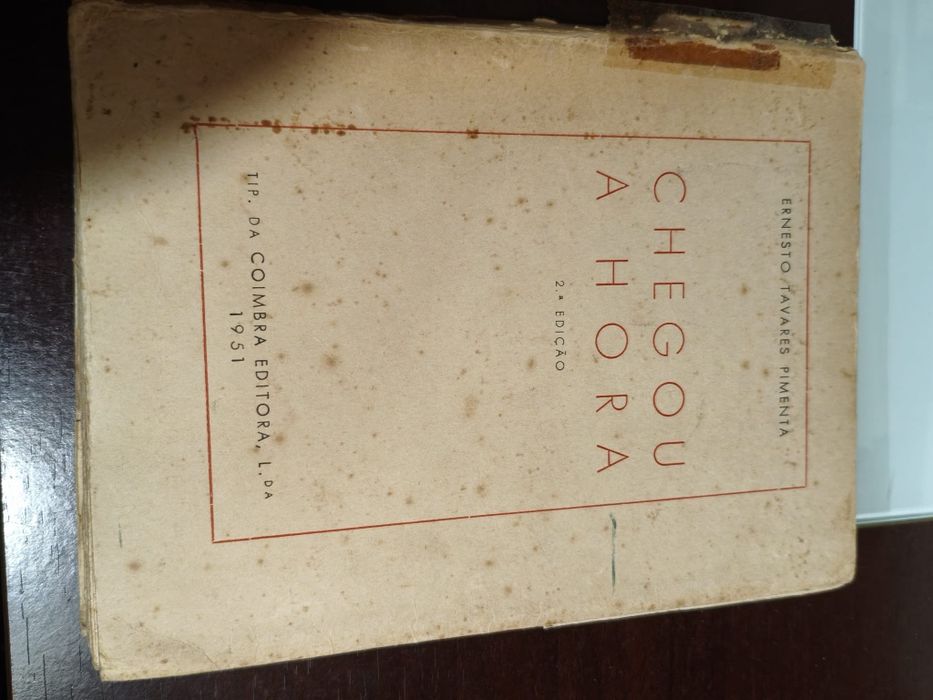 ERNESTO TAVARES PIMENTA
CHEGOU
A HORA
2.ª EDIÇÃO
TIP. DA COIMBRA EDITORA, L.DA
1951